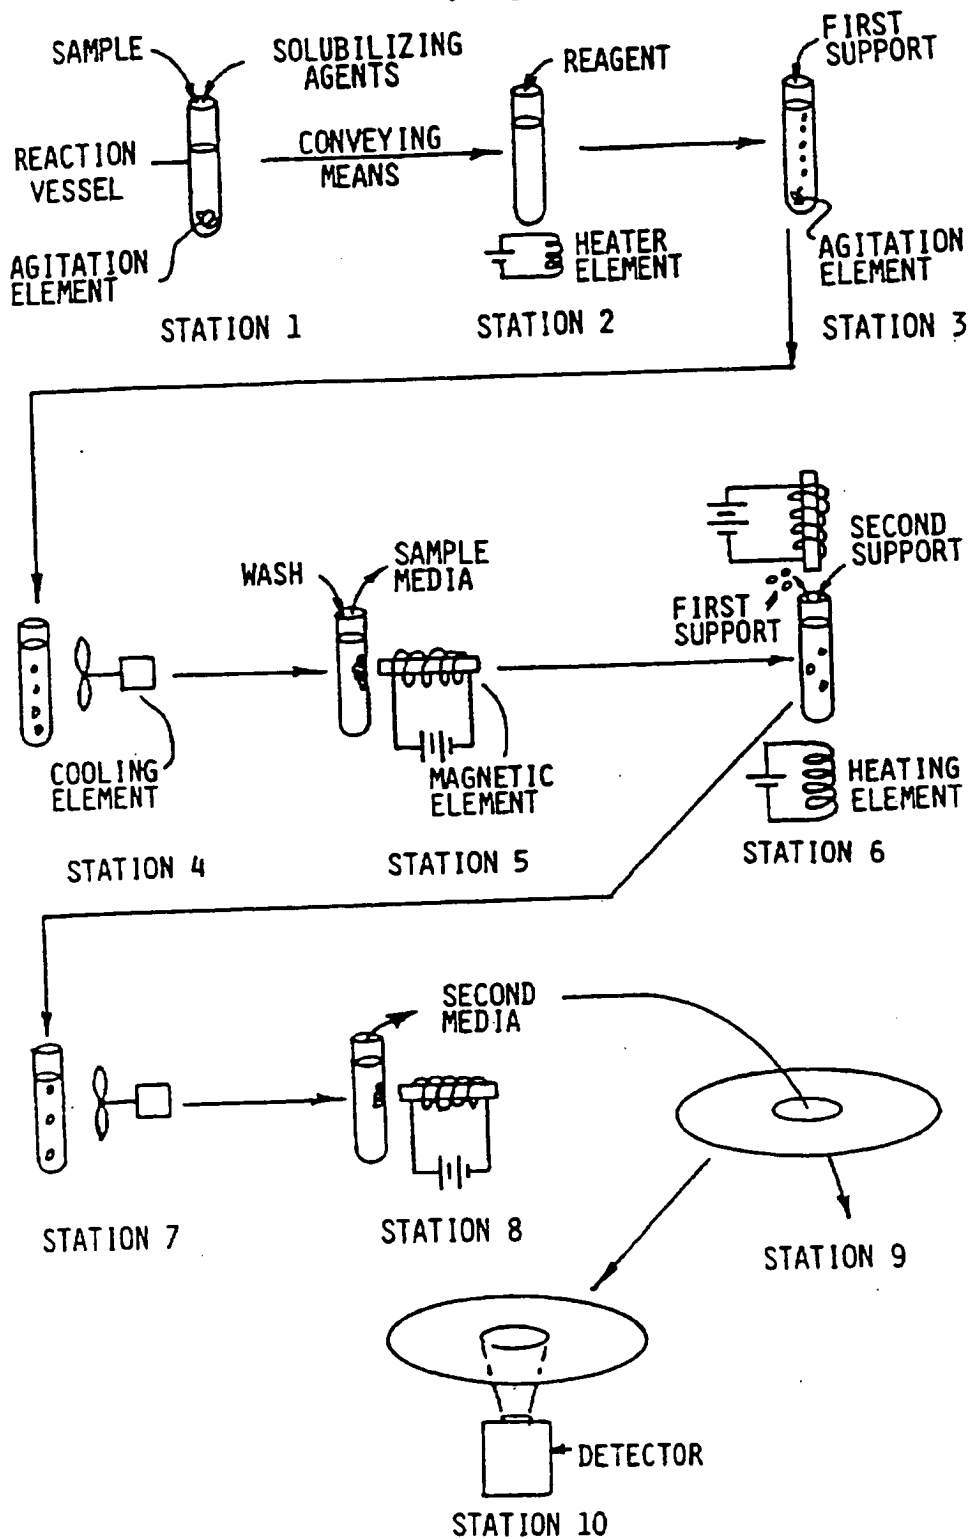 SAMPLE
SOLUBILIZING
AGENTS
REAGENT
FIRST
SUPPORT
REACTION
VESSEL
CONVEYING
MEANS
AGITATION
ELEMENT
HEATER
ELEMENT
AGITATION
ELEMENT
STATION 1
STATION 2
STATION 3
WASH
SAMPLE
MEDIA
SECOND
SUPPORT
FIRST
SUPPORT
COOLING
ELEMENT
MAGNETIC
ELEMENT
HEATING
ELEMENT
STATION 4
STATION 5
STATION 6
SECOND
MEDIA
STATION 7
STATION 8
STATION 9
DETECTOR
STATION 10